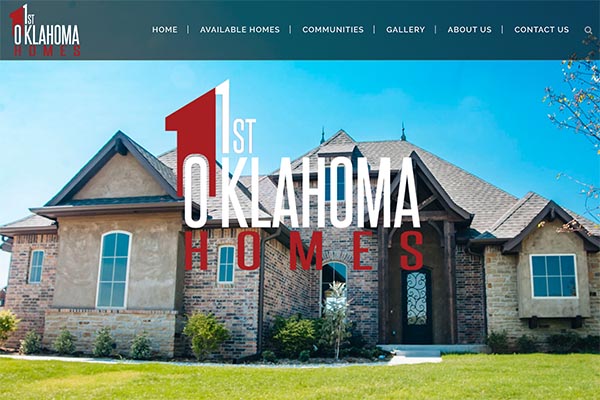 1ST
OKLAHOMA
HOMES
HOME | AVAILABLE HOMES | COMMUNITIES | GALLERY | ABOUT US | CONTACT US
1ST
OKLAHOMA
HOMES